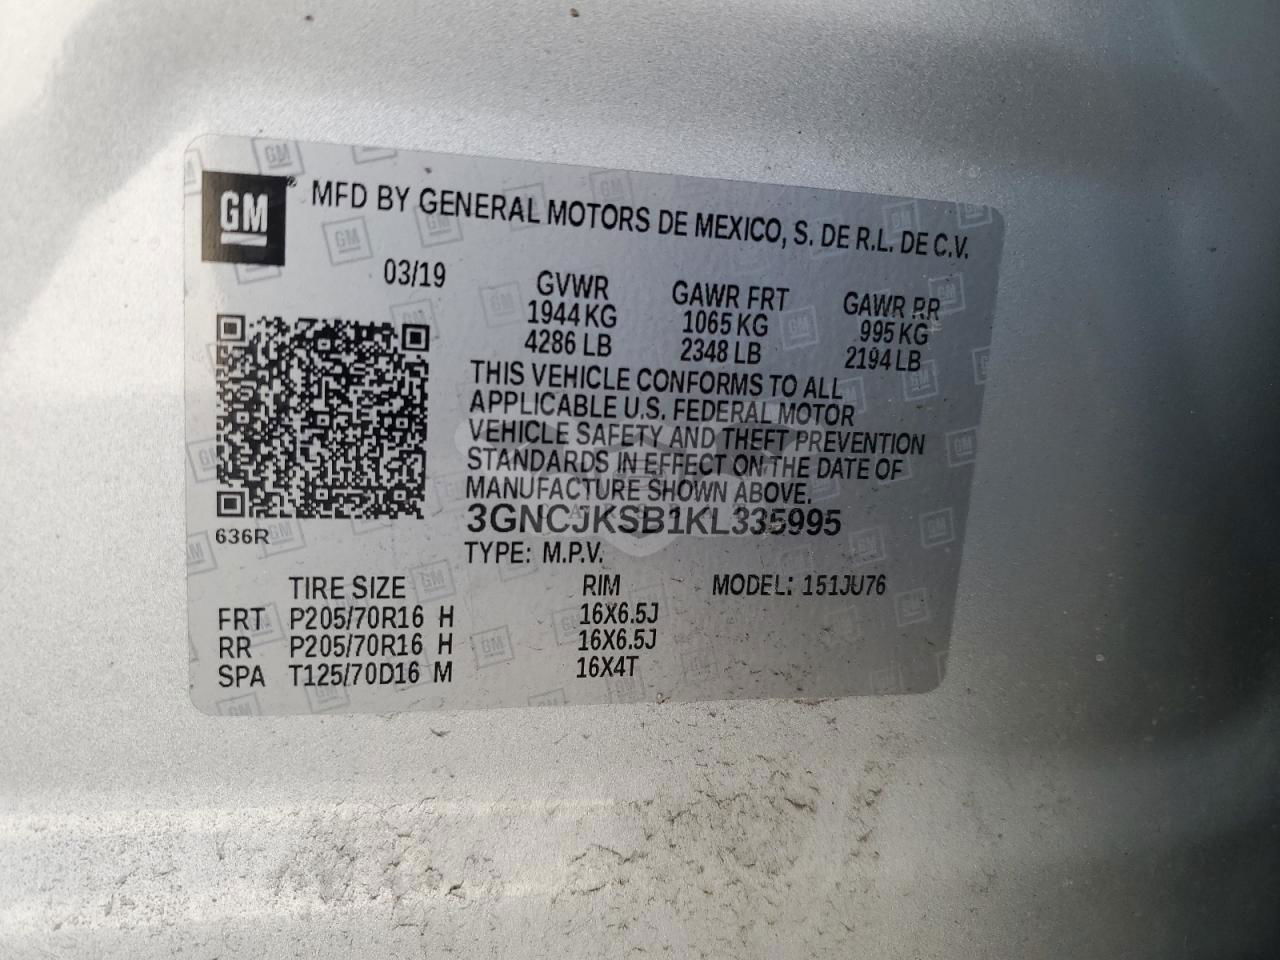 GM
MFD BY GENERAL MOTORS DE MEXICO, S. DE R.L. DE C.V.
03/19
GVWR GAWR FRT GAWR RR
1944 KG 1065 KG 995 KG
4286 LB 2348 LB 2194 LB
THIS VEHICLE CONFORMS TO ALL
APPLICABLE U.S. FEDERAL MOTOR
VEHICLE SAFETY AND THEFT PREVENTION
STANDARDS IN EFFECT ON THE DATE OF
MANUFACTURE SHOWN ABOVE.
3GNCJKSB1KL335995
636R
TYPE: M.P.V.
TIRE SIZE RIM MODEL: 151JU76
FRT P205/70R16 H 16X6.5J
RR P205/70R16 H 16X6.5J
SPA T125/70D16 M 16X4T